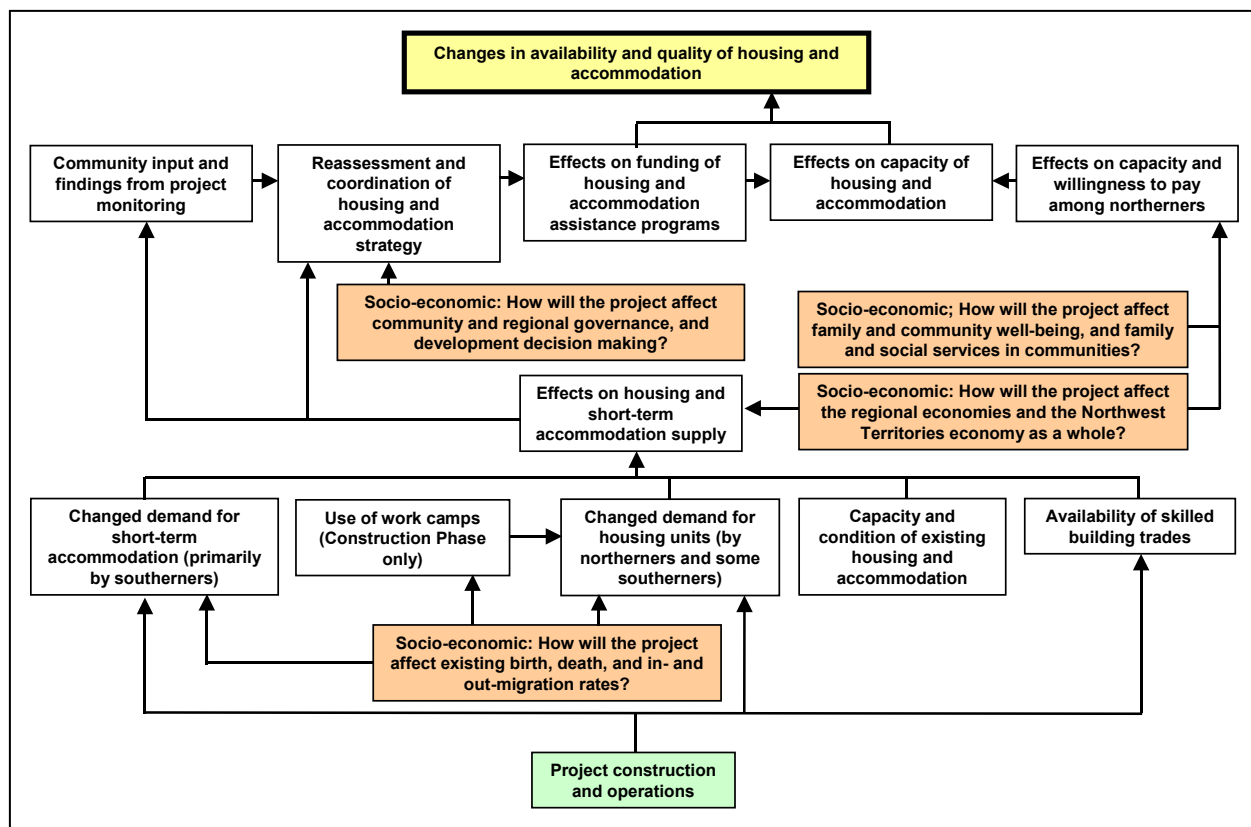 Changes in availability and quality of housing and
accommodation
Community input and
findings from project
monitoring
Reassessment and
coordination of
housing and
accommodation
strategy
Effects on funding of
housing and
accommodation
assistance programs
Effects on capacity of
housing and
accommodation
Effects on capacity and
willingness to pay
among northerners
Socio-economic: How will the project affect
community and regional governance, and
development decision making?
Socio-economic; How will the project affect
family and community well-being, and family
and social services in communities?
Effects on housing and
short-term
accommodation supply
Socio-economic: How will the project affect
the regional economies and the Northwest
Territories economy as a whole?
Changed demand for
short-term
accommodation (primarily
by southerners)
Use of work camps
(Construction Phase
only)
Changed demand for
housing units (by
northerners and some
southerners)
Capacity and
condition of existing
housing and
accommodation
Availability of skilled
building trades
Socio-economic: How will the project
affect existing birth, death, and in- and
out-migration rates?
Project construction
and operations